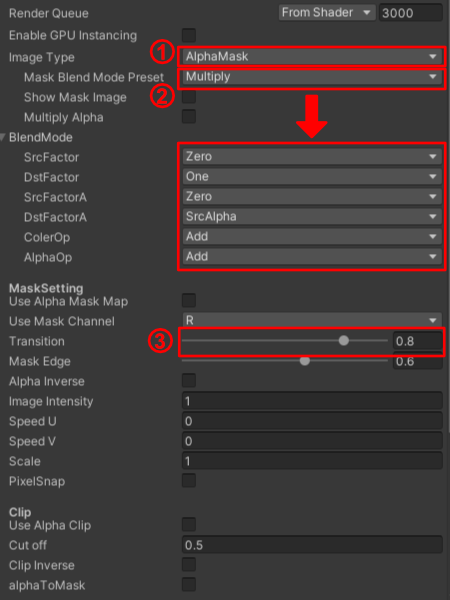 Render Queue From Shader 3000
Enable GPU Instancing
① Image Type AlphaMask
Mask Blend Mode Preset Multiply
② Show Mask Image
Multiply Alpha
BlendMode
SrcFactor Zero
DstFactor One
SrcFactorA Zero
DstFactorA SrcAlpha
ColerOp Add
AlphaOp Add
MaskSetting
Use Alpha Mask Map
Use Mask Channel R
Transition ③ 0.8
Mask Edge 0.6
Alpha Inverse
Image Intensity 1
Speed U 0
Speed V 0
Scale 1
PixelSnap
Clip
Use Alpha Clip
Cut off 0.5
Clip Inverse
alphaToMask